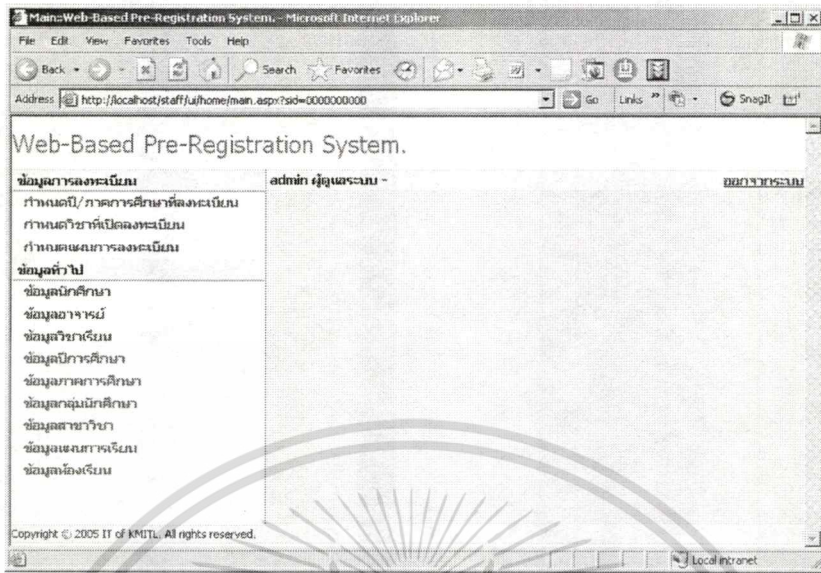 Main::Web-Based Pre-Registration System. - Microsoft Internet Explorer
File Edit View Favorites Tools Help
Back Search Favorites
Address http://localhost/staff/ui/home/main.aspx?sid=0000000000 Go Links » SnagIt
Web-Based Pre-Registration System.
ข้อมูลการลงทะเบียน admin ผู้ดูแลระบบ - ออกจากระบบ
กำหนดปี/ภาคการศึกษาที่ลงทะเบียน
กำหนดวิชาที่เปิดลงทะเบียน
กำหนดแผนการลงทะเบียน
ข้อมูลทั่วไป
ข้อมูลนักศึกษา
ข้อมูลอาจารย์
ข้อมูลวิชาเรียน
ข้อมูลปีการศึกษา
ข้อมูลภาคการศึกษา
ข้อมูลกลุ่มนักศึกษา
ข้อมูลสาขาวิชา
ข้อมูลแผนการเรียน
ข้อมูลห้องเรียน
Copyright © 2005 IT of KMITL. All rights reserved.
Local intranet